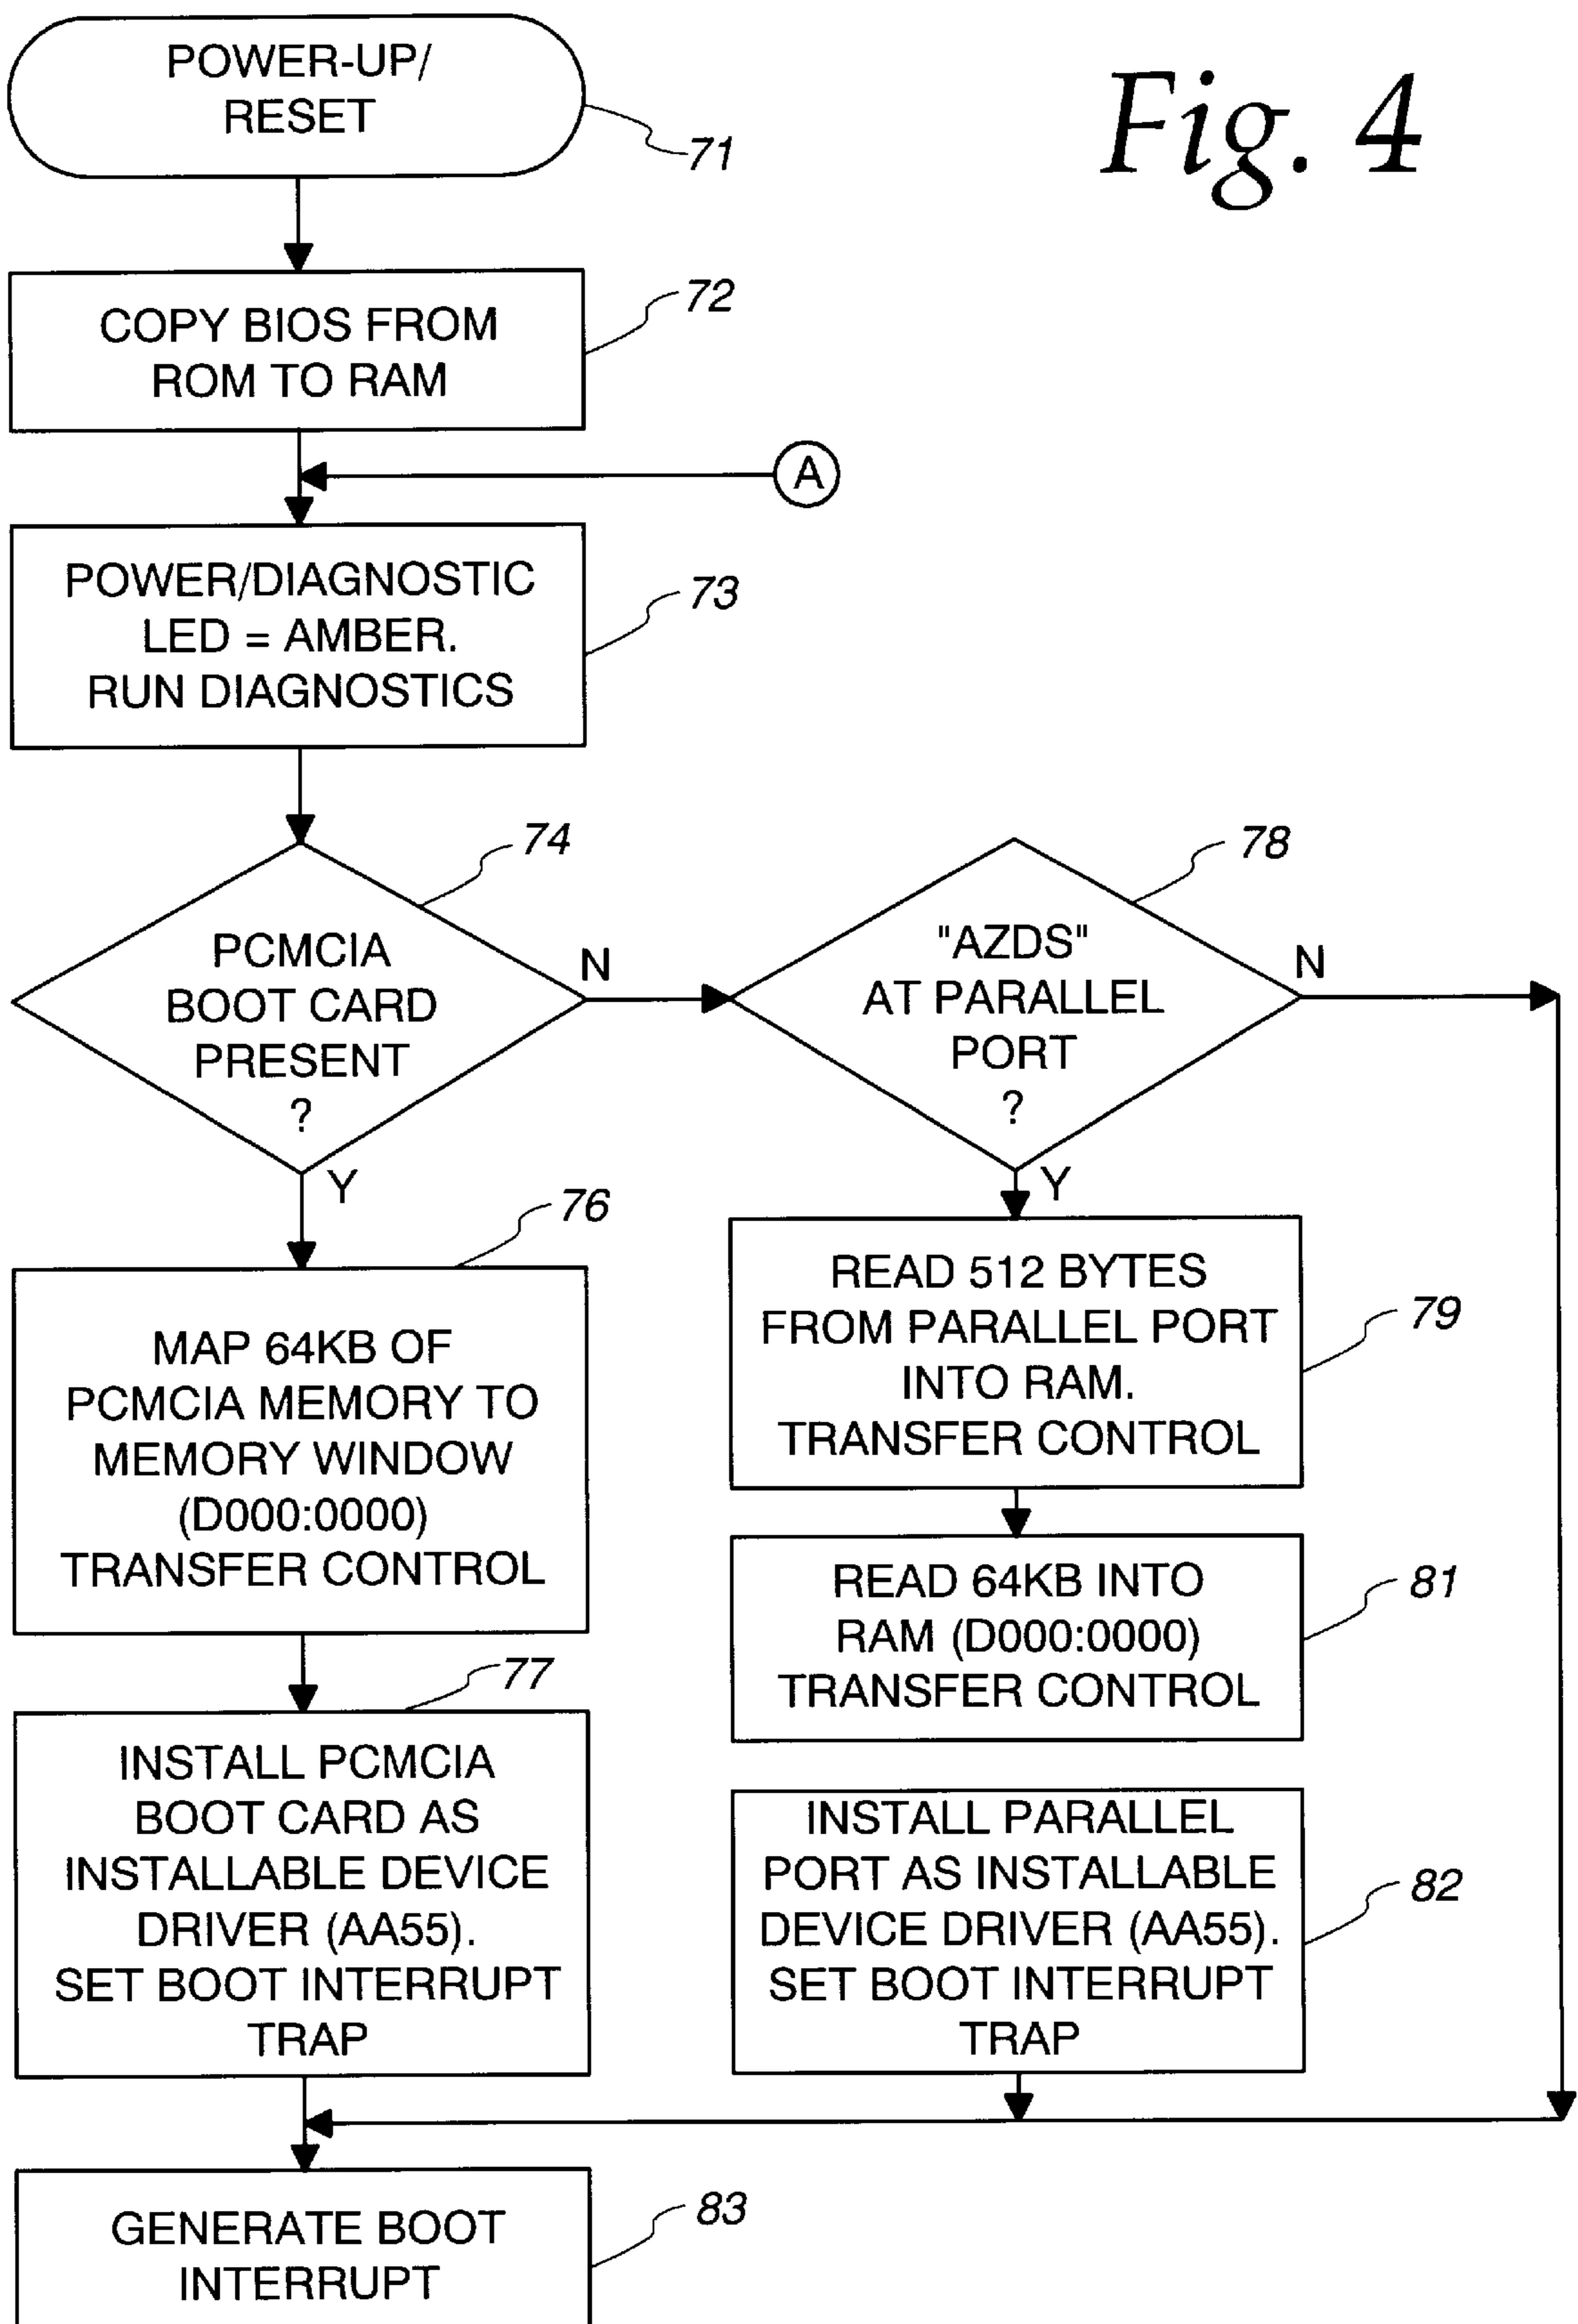 POWER-UP/
RESET
71
Fig. 4
COPY BIOS FROM
ROM TO RAM
72
A
POWER/DIAGNOSTIC
LED = AMBER.
RUN DIAGNOSTICS
73
PCMCIA
BOOT CARD
PRESENT
?
74
N
Y
"AZDS"
AT PARALLEL
PORT
?
78
N
Y
MAP 64KB OF
PCMCIA MEMORY TO
MEMORY WINDOW
(D000:0000)
TRANSFER CONTROL
76
READ 512 BYTES
FROM PARALLEL PORT
INTO RAM.
TRANSFER CONTROL
79
READ 64KB INTO
RAM (D000:0000)
TRANSFER CONTROL
81
INSTALL PCMCIA
BOOT CARD AS
INSTALLABLE DEVICE
DRIVER (AA55).
SET BOOT INTERRUPT
TRAP
77
INSTALL PARALLEL
PORT AS INSTALLABLE
DEVICE DRIVER (AA55).
SET BOOT INTERRUPT
TRAP
82
GENERATE BOOT
INTERRUPT
83